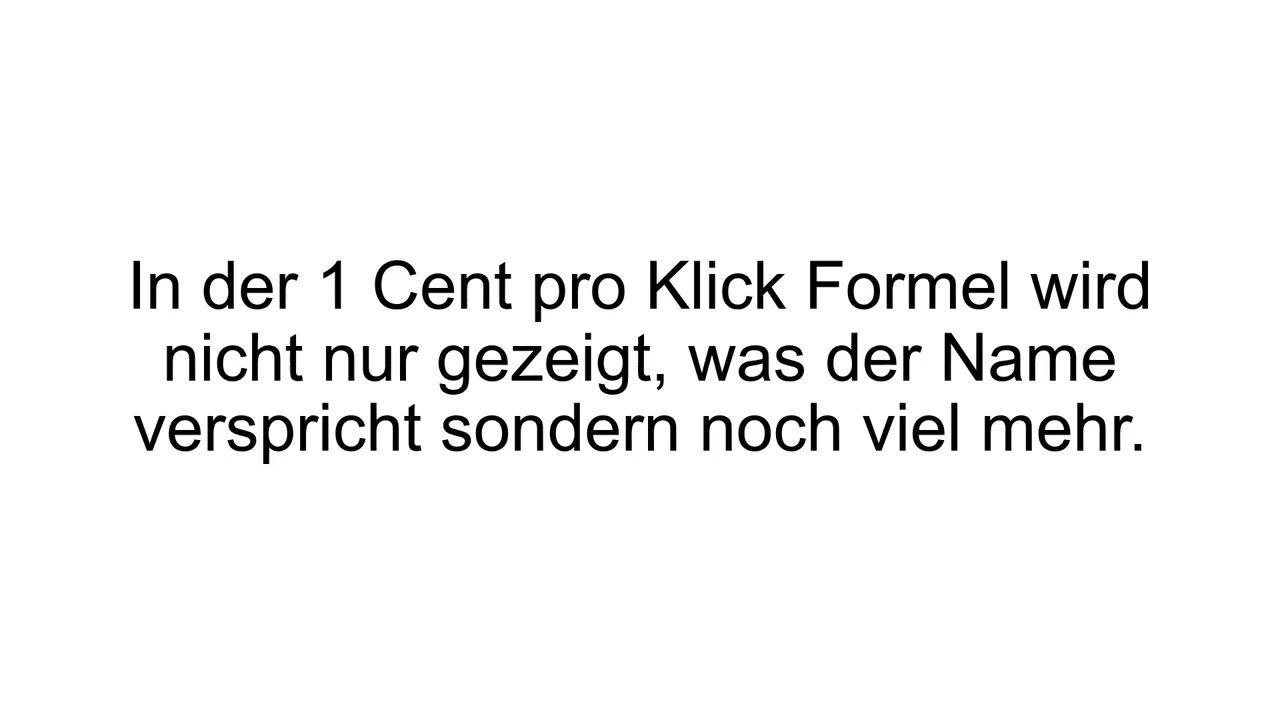 In der 1 Cent pro Klick Formel wird
nicht nur gezeigt, was der Name
verspricht sondern noch viel mehr.